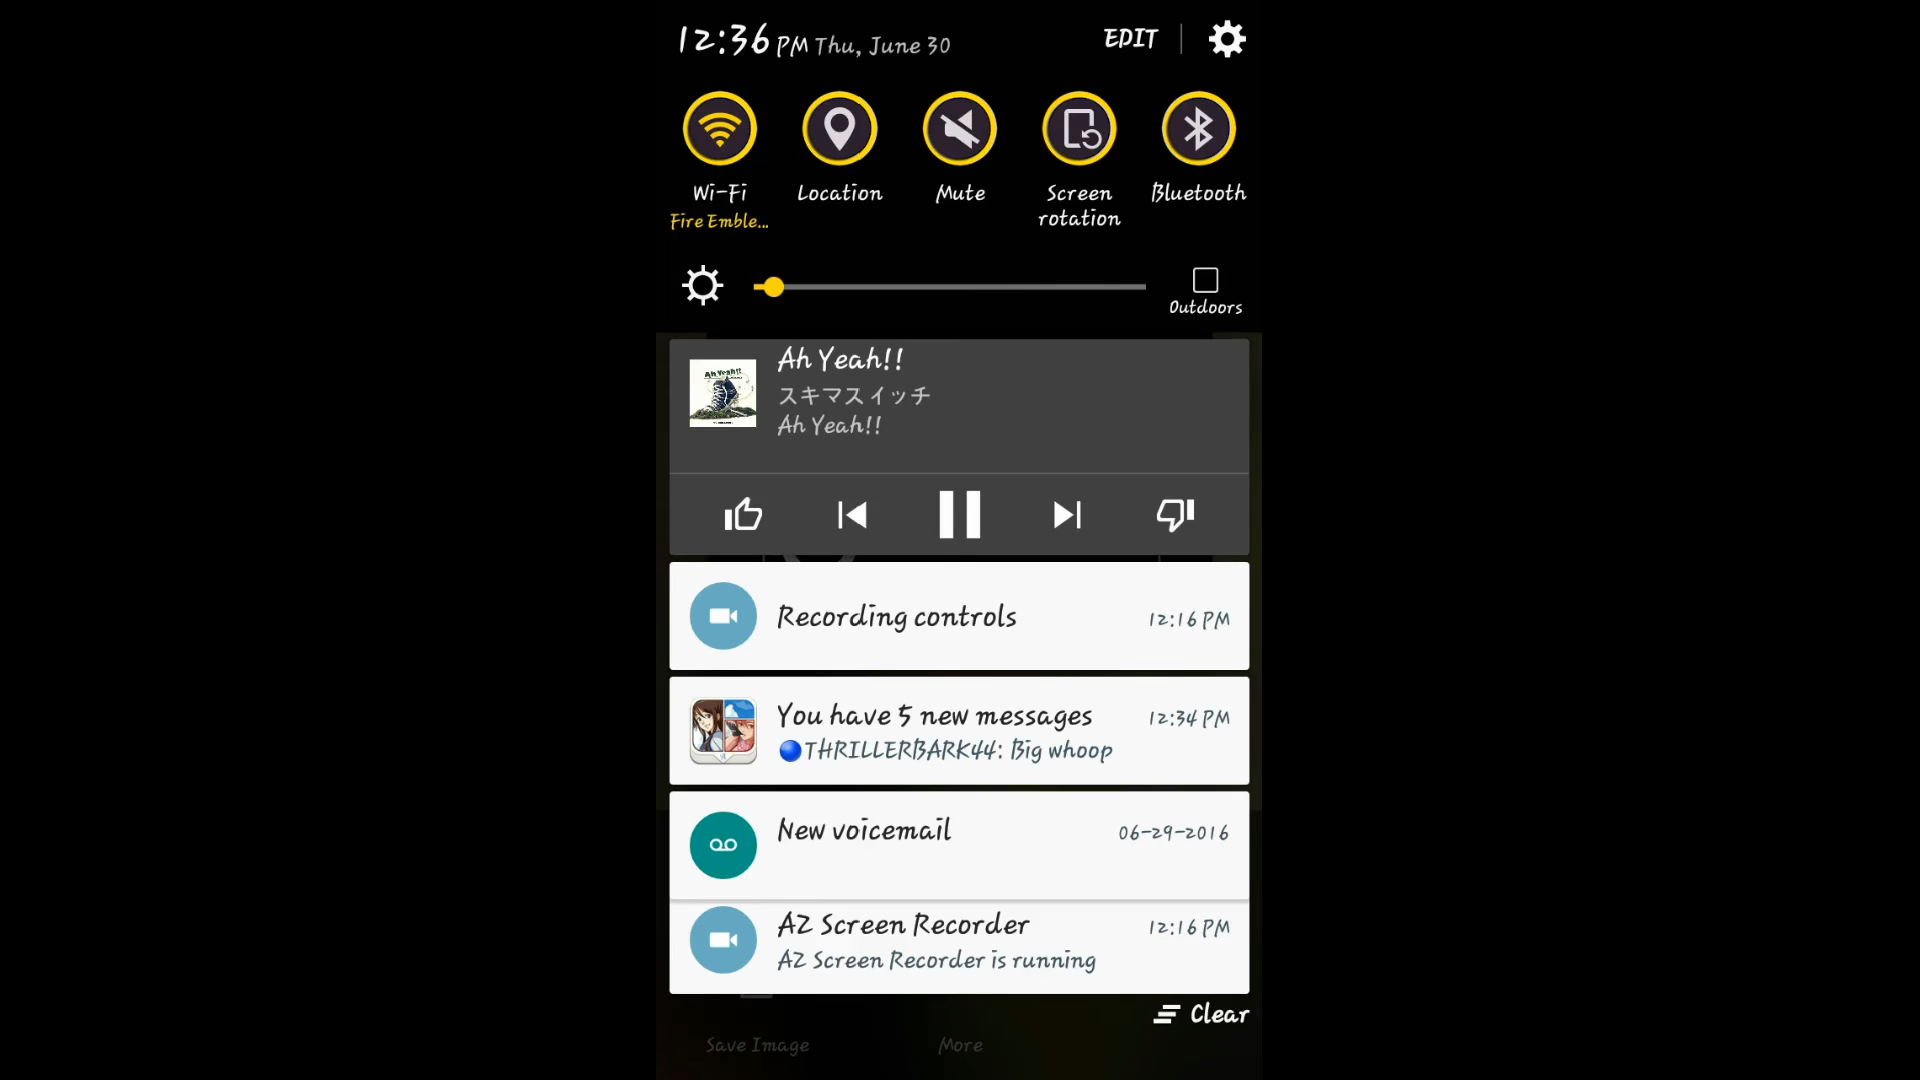 12:36 PM Thu, June 30
EDIT
Wi-Fi
Fire Emble...
Location
Mute
Screen
rotation
Bluetooth
Outdoors
Ah Yeah!!
Ah Yeah!!
スキマスイッチ
Ah Yeah!!
Recording controls
12:16 PM
You have 5 new messages
12:34 PM
THRILLERBARK44: Big whoop
New voicemail
06-29-2016
AZ Screen Recorder
12:16 PM
AZ Screen Recorder is running
Clear
Save Image
More